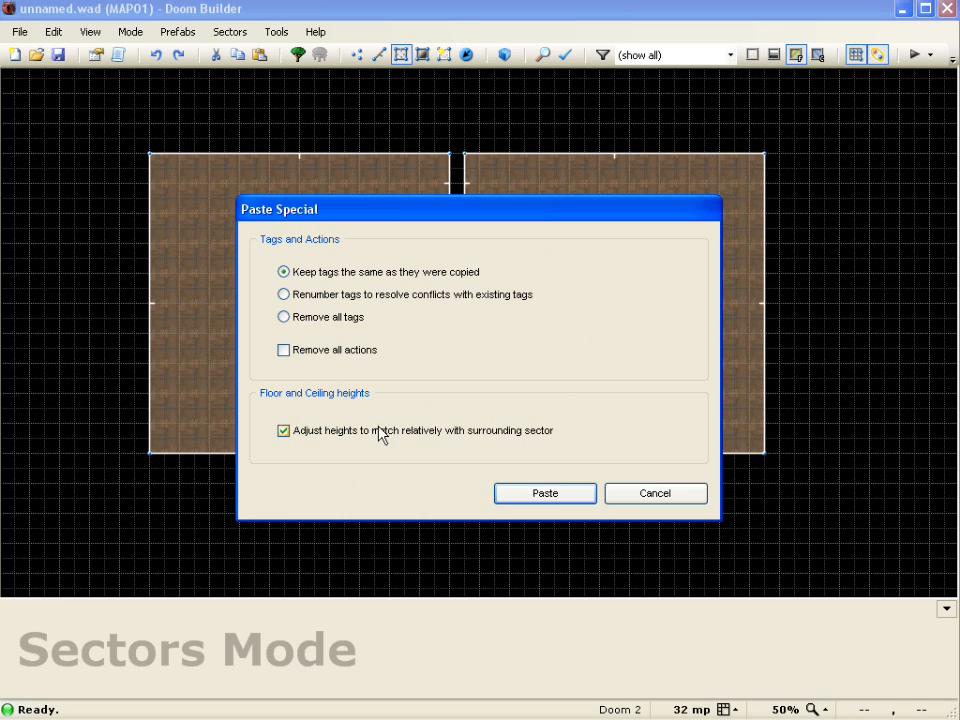 unnamed.wad (MAP01) - Doom Builder
File Edit View Mode Prefabs Sectors Tools Help
(show all)
Paste Special
Tags and Actions
Keep tags the same as they were copied
Renumber tags to resolve conflicts with existing tags
Remove all tags
Remove all actions
Floor and Ceiling heights
Adjust heights to match relatively with surrounding sector
Paste Cancel
Sectors Mode
Ready. Doom 2 32 mp 50% -- , --